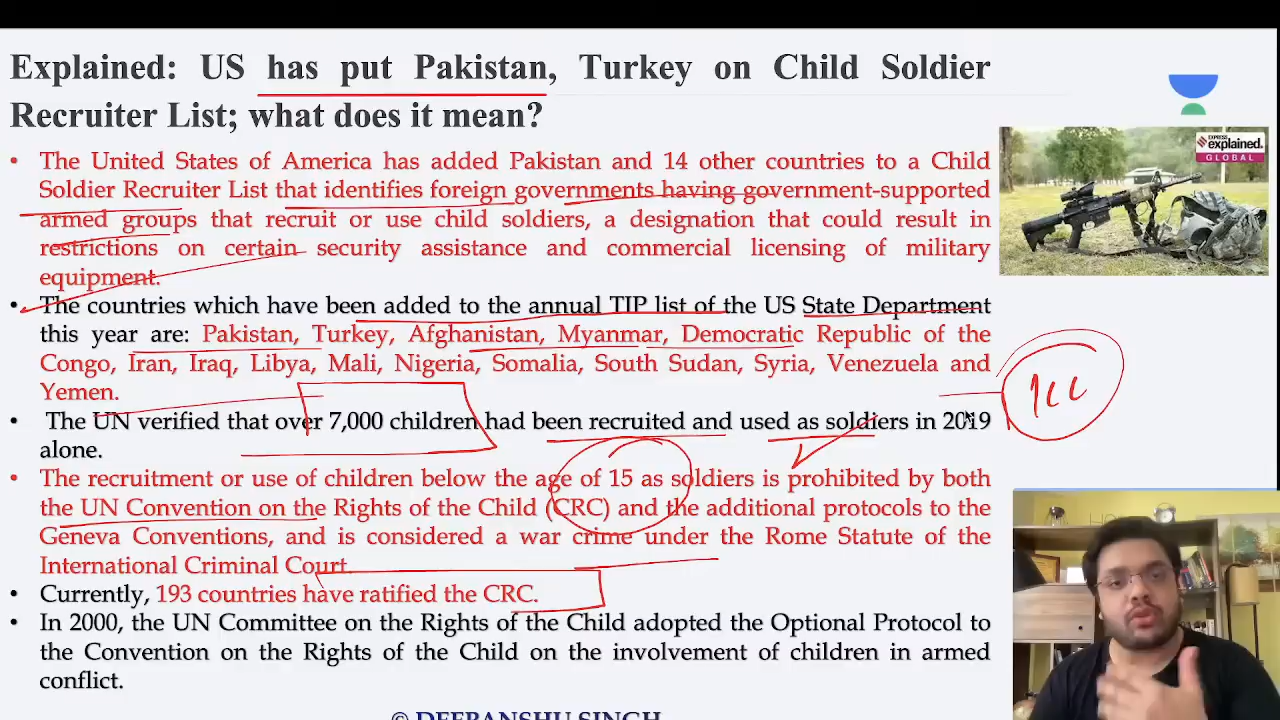 Explained: US has put Pakistan, Turkey on Child Soldier
Recruiter List; what does it mean?
• The United States of America has added Pakistan and 14 other countries to a Child
Soldier Recruiter List that identifies foreign governments having government-supported
armed groups that recruit or use child soldiers, a designation that could result in
restrictions on certain security assistance and commercial licensing of military
equipment.
• The countries which have been added to the annual TIP list of the US State Department
this year are: Pakistan, Turkey, Afghanistan, Myanmar, Democratic Republic of the
Congo, Iran, Iraq, Libya, Mali, Nigeria, Somalia, South Sudan, Syria, Venezuela and
Yemen.
• The UN verified that over 7,000 children had been recruited and used as soldiers in 2019
alone.
• The recruitment or use of children below the age of 15 as soldiers is prohibited by both
the UN Convention on the Rights of the Child (CRC) and the additional protocols to the
Geneva Conventions, and is considered a war crime under the Rome Statute of the
International Criminal Court.
• Currently, 193 countries have ratified the CRC.
• In 2000, the UN Committee on the Rights of the Child adopted the Optional Protocol to
the Convention on the Rights of the Child on the involvement of children in armed
conflict.
© DEEPANSHU SINGH
EXPRESS
explained.
GLOBAL
ICC